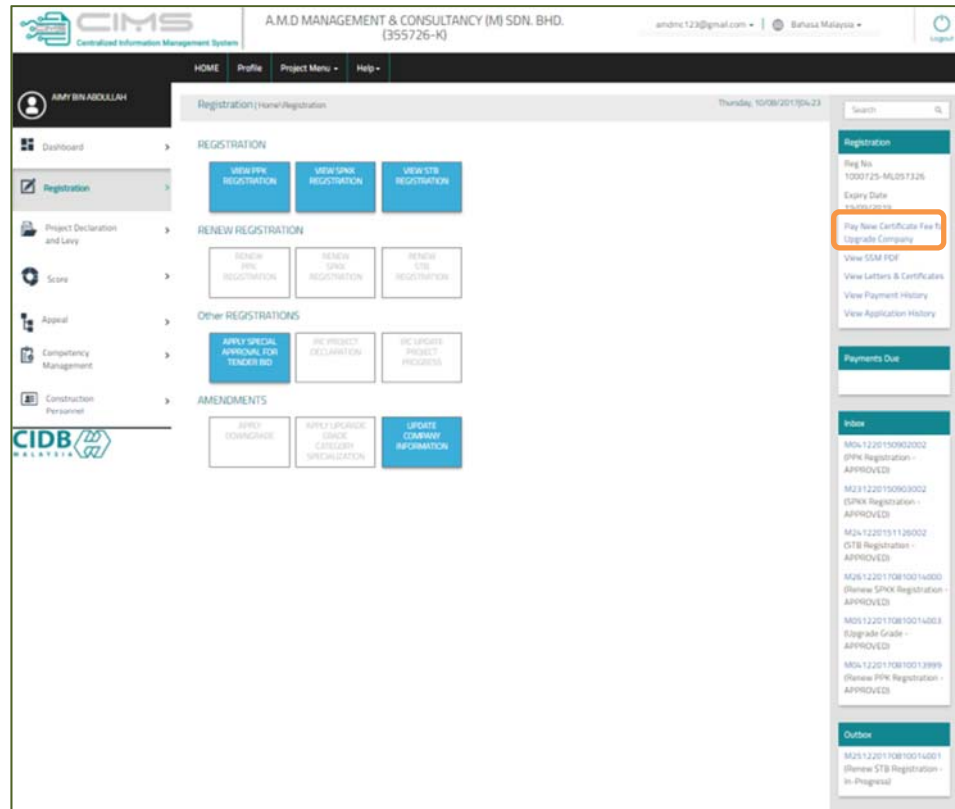 CIMS
Centralized Information Management System
A.M.D MANAGEMENT & CONSULTANCY (M) SDN. BHD.
(355726-K)
amdmc123@gmail.com
Bahasa Malaysia
Logout
HOME Profile Project Menu Help
AIMY BIN ABDULLAH
Registration | Home\Registration
Thursday, 10/08/2017|04:23
Search
Dashboard
Registration
Project Declaration
and Levy
Score
Appeal
Competency
Management
Construction
Personnel
CIDB
MALAYSIA
REGISTRATION
VIEW PPK
REGISTRATION
VIEW SPKK
REGISTRATION
VIEW STB
REGISTRATION
RENEW REGISTRATION
RENEW
PPK
REGISTRATION
RENEW
SPKK
REGISTRATION
RENEW
STB
REGISTRATION
Other REGISTRATIONS
APPLY SPECIAL
APPROVAL FOR
TENDER BID
PROJECT
DECLARATION
UPDATE
PROJECT
PROGRESS
AMENDMENTS
APPLY
DOWNGRADE
APPLY UPGRADE
GRADE
CATEGORY
SPECIALIZATION
UPDATE
COMPANY
INFORMATION
Registration
Reg No.
1000725-ML057326
Expiry Date
Pay New Certificate Fee
Upgrade Company
View SSM PDF
View Letters & Certificates
View Payment History
View Application History
Payments Due
Inbox
M041220150902002
(PPK Registration -
APPROVED)
M231220150903002
(SPKK Registration -
APPROVED)
M241220151126002
(STB Registration -
APPROVED)
M261220170810014000
(Renew SPKK Registration -
APPROVED)
M051220170810014003
(Upgrade Grade -
APPROVED)
M041220170810013999
(Renew PPK Registration -
APPROVED)
Outbox
M251220170810014001
(Renew STB Registration -
In-Progress)